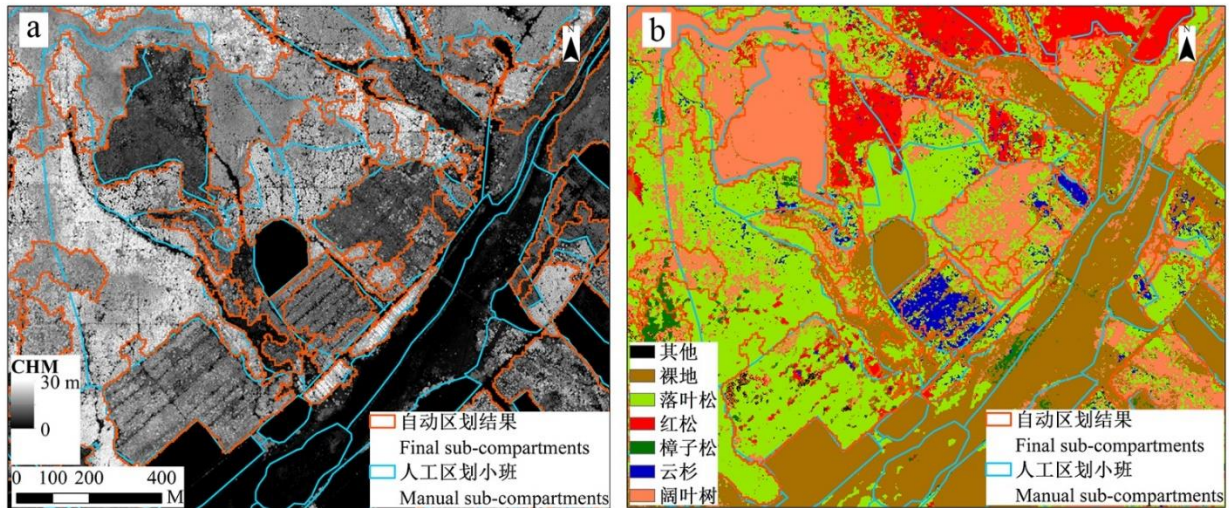 a
N
CHM
30 m
0
0 100 200 400
M
自动区划结果
Final sub-compartments
人工区划小班
Manual sub-compartments
b
N
其他
裸地
落叶松
红松
樟子松
云杉
阔叶树
自动区划结果
Final sub-compartments
人工区划小班
Manual sub-compartments